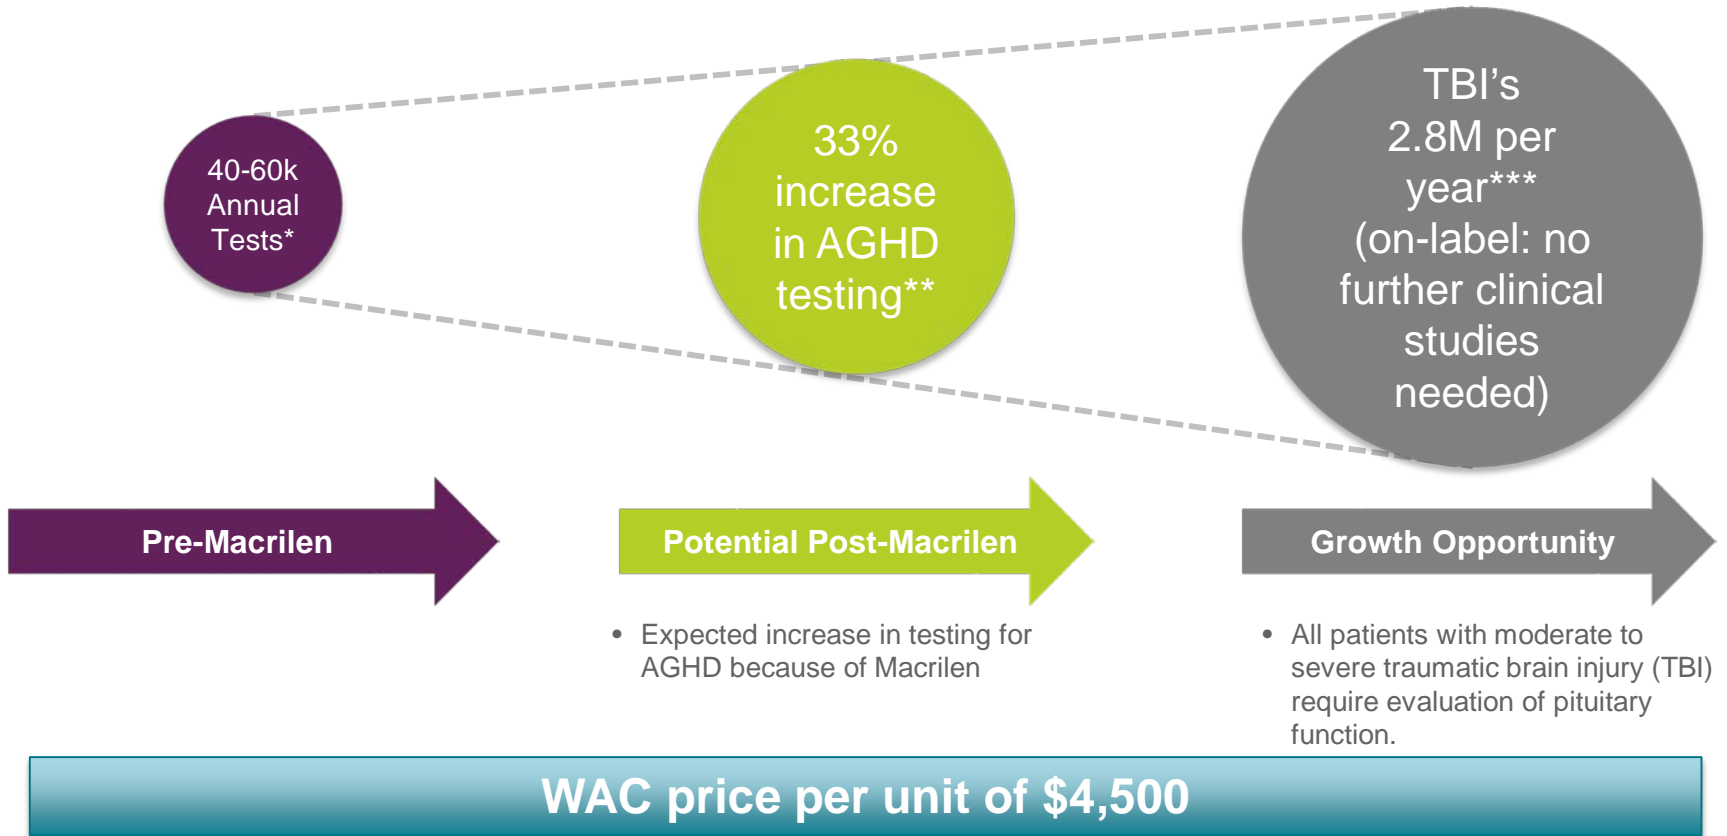 40-60k
Annual
Tests*
33%
increase
in AGHD
testing**
TBI's
2.8M per
year***
(on-label: no
further clinical
studies
needed)
Pre-Macrilen
Potential Post-Macrilen
Growth Opportunity
• Expected increase in testing for
AGHD because of Macrilen
• All patients with moderate to
severe traumatic brain injury (TBI)
require evaluation of pituitary
function.
WAC price per unit of $4,500